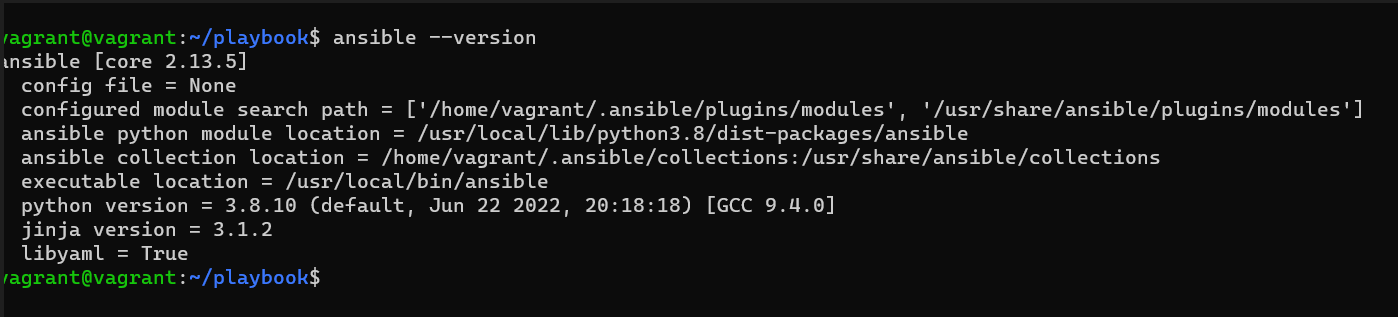 vagrant@vagrant:~/playbook$ ansible --version
ansible [core 2.13.5]
  config file = None
  configured module search path = ['/home/vagrant/.ansible/plugins/modules', '/usr/share/ansible/plugins/modules']
  ansible python module location = /usr/local/lib/python3.8/dist-packages/ansible
  ansible collection location = /home/vagrant/.ansible/collections:/usr/share/ansible/collections
  executable location = /usr/local/bin/ansible
  python version = 3.8.10 (default, Jun 22 2022, 20:18:18) [GCC 9.4.0]
  jinja version = 3.1.2
  libyaml = True
vagrant@vagrant:~/playbook$